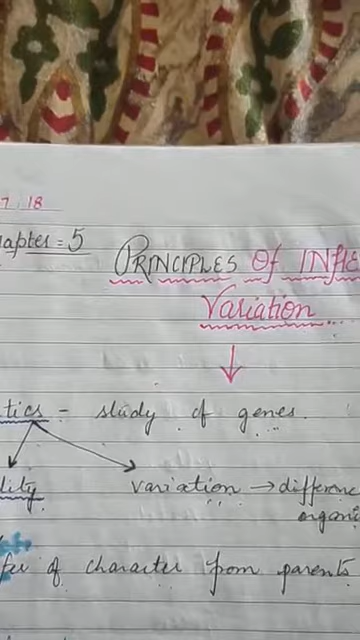 7 18
hapter = 5
PRINCIPLES Of INHE
Variation
tics = study of genes.
lity variation → differenc
organi
fer of character from parents